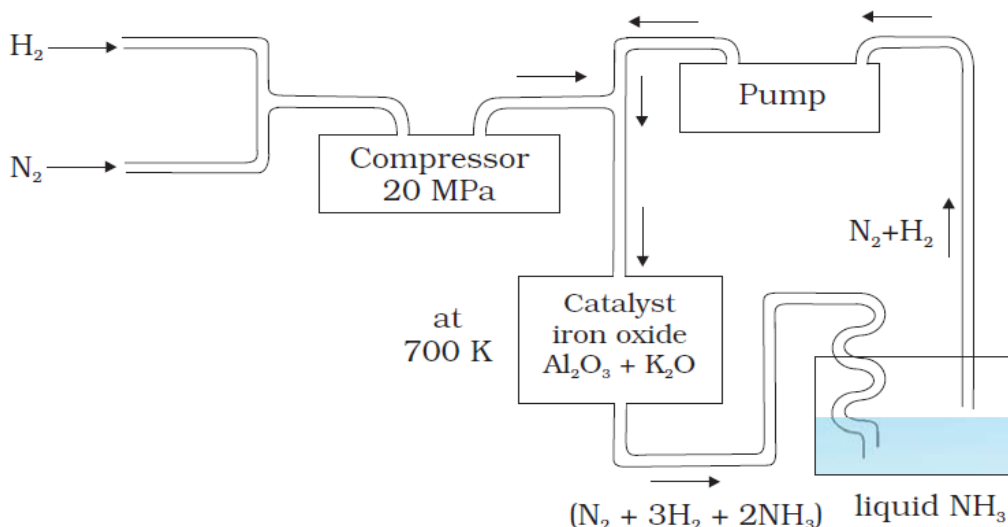 H₂
N₂
Compressor
20 MPa
Pump
N₂+H₂
at
700 K
Catalyst
iron oxide
Al₂O₃ + K₂O
(N₂ + 3H₂ + 2NH₃)
liquid NH₃